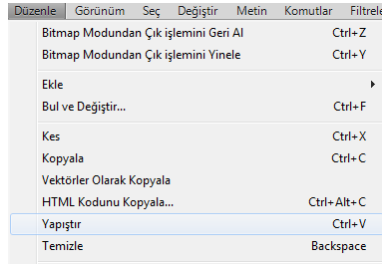 Düzenle Görünüm Seç Değiştir Metin Komutlar Filtrele
Bitmap Modundan Çık işlemini Geri Al Ctrl+Z
Bitmap Modundan Çık işlemini Yinele Ctrl+Y
Ekle
Bul ve Değiştir... Ctrl+F
Kes Ctrl+X
Kopyala Ctrl+C
Vektörler Olarak Kopyala
HTML Kodunu Kopyala... Ctrl+Alt+C
Yapıştır Ctrl+V
Temizle Backspace